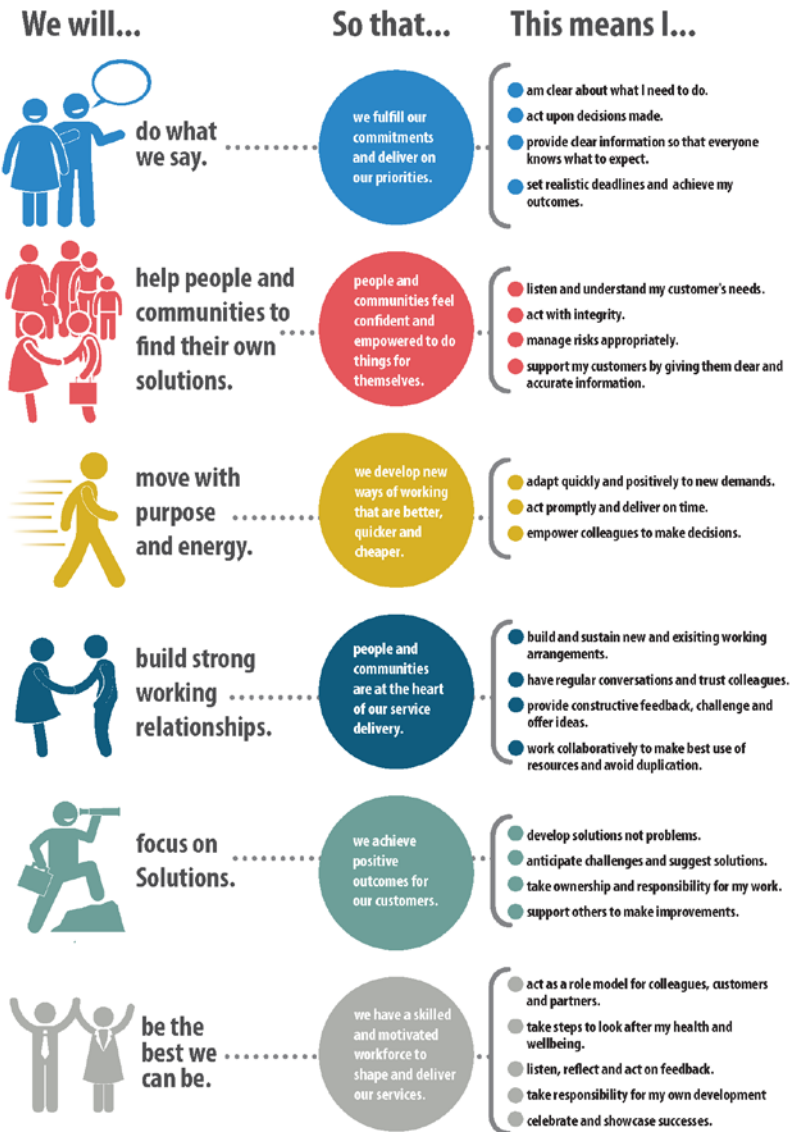 We will...
So that...
This means I...
do what
we say.
we fulfill our
commitments
and deliver on
our priorities.
am clear about what I need to do.
act upon decisions made.
provide clear information so that everyone
knows what to expect.
set realistic deadlines and achieve my
outcomes.
help people and
communities to
find their own
solutions.
people and
communities feel
confident and
empowered to do
things for
themselves.
listen and understand my customer's needs.
act with integrity.
manage risks appropriately.
support my customers by giving them clear and
accurate information.
move with
purpose
and energy.
we develop new
ways of working
that are better,
quicker and
cheaper.
adapt quickly and positively to new demands.
act promptly and deliver on time.
empower colleagues to make decisions.
build strong
working
relationships.
people and
communities
are at the heart
of our service
delivery.
build and sustain new and exisiting working
arrangements.
have regular conversations and trust colleagues.
provide constructive feedback, challenge and
offer ideas.
work collaboratively to make best use of
resources and avoid duplication.
focus on
Solutions.
we achieve
positive
outcomes for
our customers.
develop solutions not problems.
anticipate challenges and suggest solutions.
take ownership and responsibility for my work.
support others to make improvements.
be the
best we
can be.
we have a skilled
and motivated
workforce to
shape and deliver
our services.
act as a role model for colleagues, customers
and partners.
take steps to look after my health and
wellbeing.
listen, reflect and act on feedback.
take responsibility for my own development
celebrate and showcase successes.